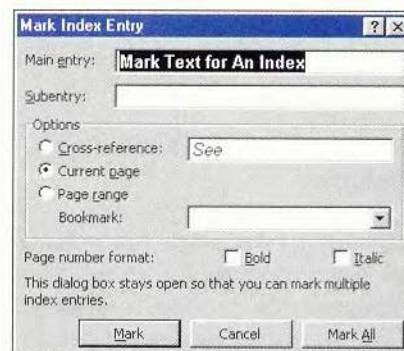 Mark Index Entry
Main entry: Mark Text for An Index
Subentry:
Options
Cross-reference: See
Current page
Page range
Bookmark:
Page number format: Bold Italic
This dialog box stays open so that you can mark multiple
index entries.
Mark Cancel Mark All